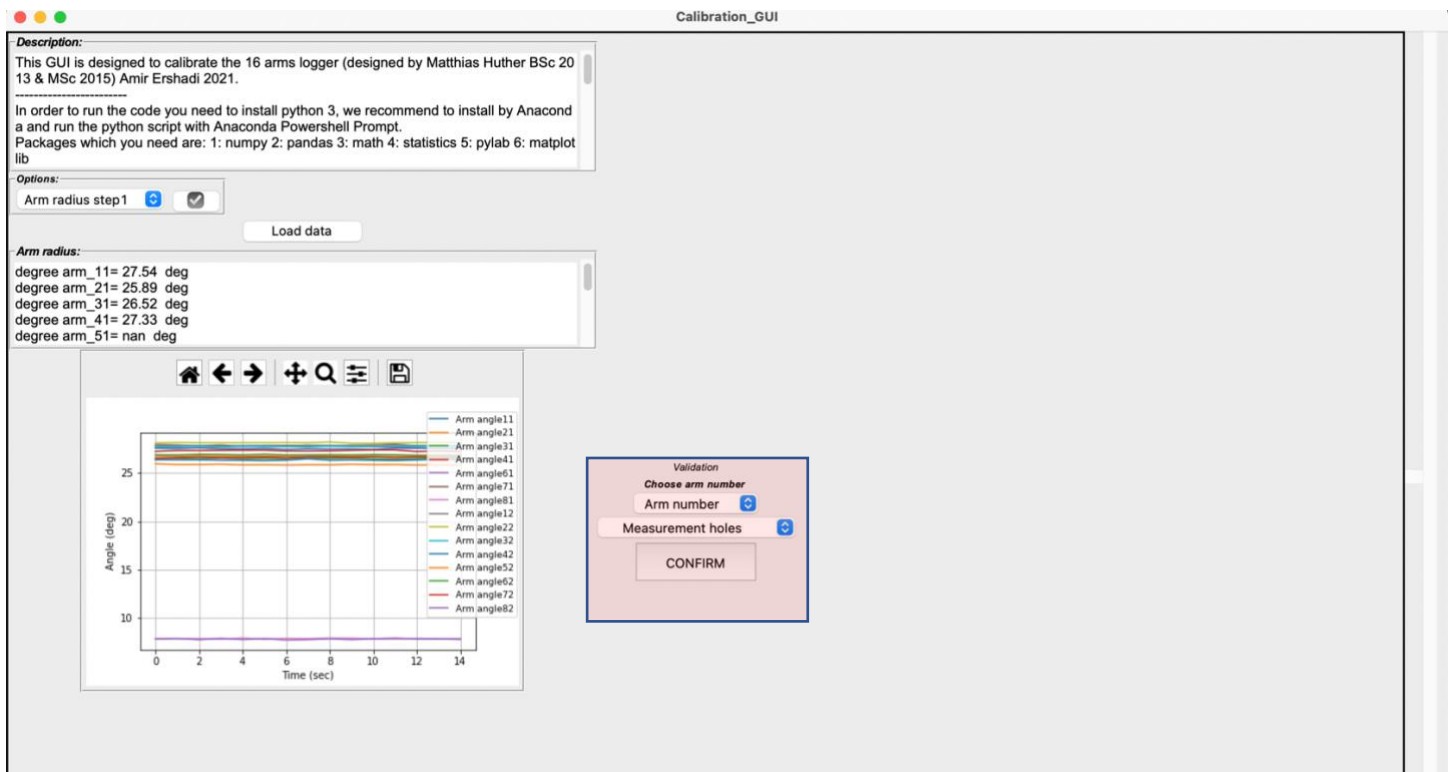 Calibration_GUI
Description:
This GUI is designed to calibrate the 16 arms logger (designed by Matthias Huther BSc 20
13 & MSc 2015) Amir Ershadi 2021.
-------------------------
In order to run the code you need to install python 3, we recommend to install by Anacond
a and run the python script with Anaconda Powershell Prompt.
Packages which you need are: 1: numpy 2: pandas 3: math 4: statistics 5: pylab 6: matplot
lib
Options:
Arm radius step1
Load data
Arm radius:
degree arm_11= 27.54 deg
degree arm_21= 25.89 deg
degree arm_31= 26.52 deg
degree arm_41= 27.33 deg
degree arm_51= nan deg
Arm angle11
Arm angle21
Arm angle31
Arm angle41
Arm angle61
Arm angle71
Arm angle81
Arm angle12
Arm angle22
Arm angle32
Arm angle42
Arm angle52
Arm angle62
Arm angle72
Arm angle82
25
20
15
10
Angle (deg)
0 2 4 6 8 10 12 14
Time (sec)
Validation
Choose arm number
Arm number
Measurement holes
CONFIRM